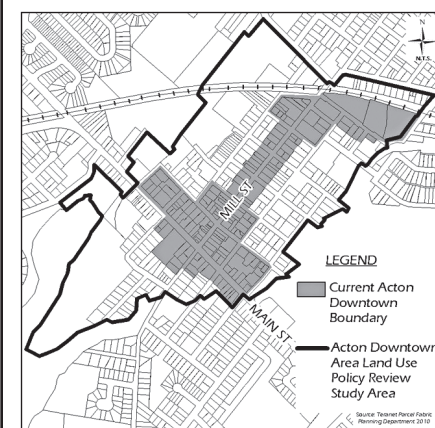 N
N.T.S.
MILL ST
MAIN ST
LEGEND
Current Acton
Downtown
Boundary
Acton Downtown
Area Land Use
Policy Review
Study Area
Source: Teranet Parcel Fabric
Planning Department 2010